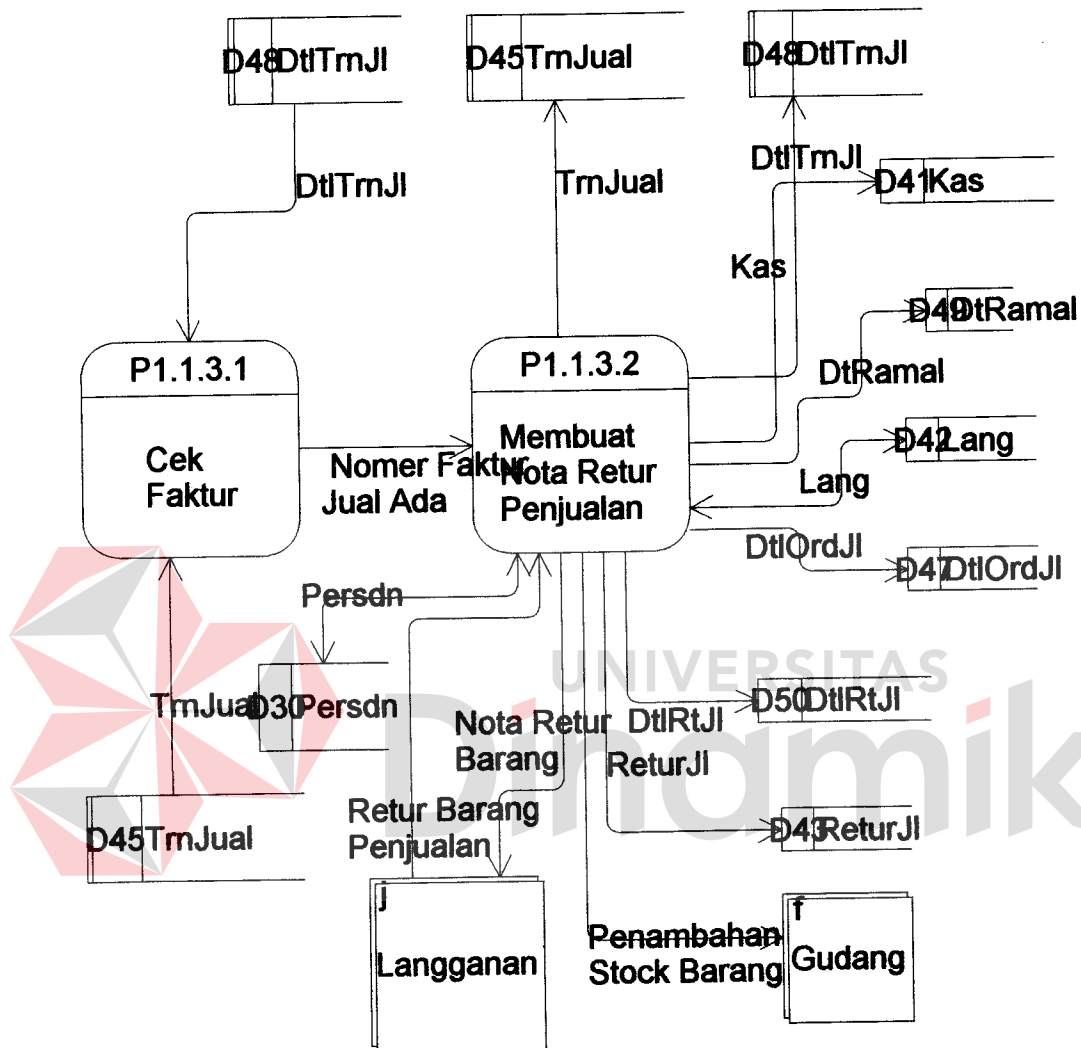 D48 DtlTrnJl
D45 TrnJual
D48 DtlTrnJl
DtlTrnJl
TrnJual
DtlTrnJl
D41 Kas
Kas
D49 DtRamal
DtRamal
P1.1.3.1
Cek
Faktur
Nomer Faktur
Jual Ada
P1.1.3.2
Membuat
Nota Retur
Penjualan
D42 Lang
Lang
DtlOrdJl
D47 DtlOrdJl
Persdn
D30 Persdn
TrnJual
D45 TrnJual
UNIVERSITAS
Dinamik
Nota Retur
Barang
DtlRtJl
D50 DtlRtJl
ReturJl
D43 ReturJl
Retur Barang
Penjualan
j
Langganan
Penambahan
Stock Barang
f
Gudang